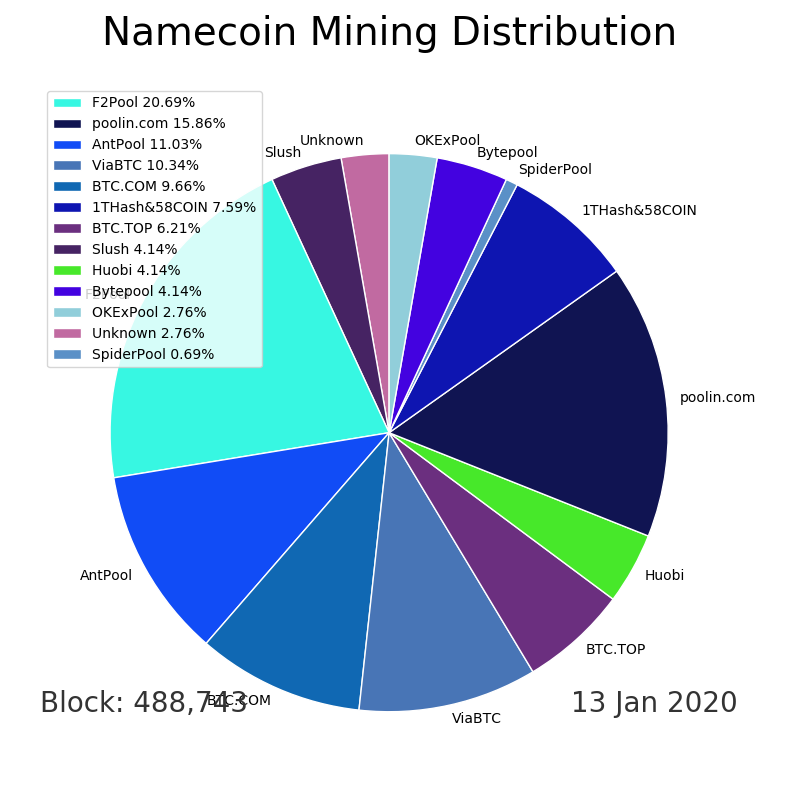 Namecoin Mining Distribution
F2Pool 20.69%
poolin.com 15.86%
AntPool 11.03%
ViaBTC 10.34%
BTC.COM 9.66%
1THash&58COIN 7.59%
BTC.TOP 6.21%
Slush 4.14%
Huobi 4.14%
Bytepool 4.14%
OKExPool 2.76%
Unknown 2.76%
SpiderPool 0.69%
Slush
Unknown
OKExPool
Bytepool
SpiderPool
1THash&58COIN
F2Pool
poolin.com
AntPool
Huobi
BTC.TOP
BTC.COM
ViaBTC
Block: 488,743
13 Jan 2020